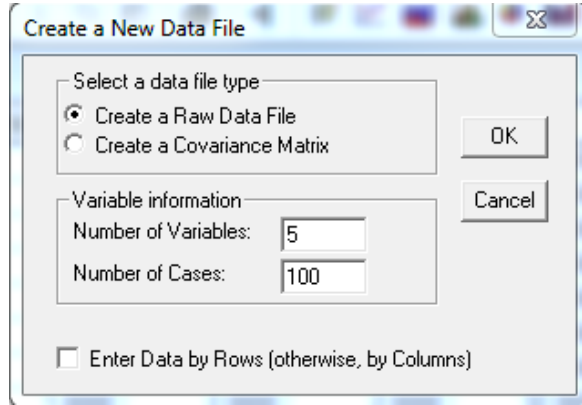 Create a New Data File
Select a data file type
Create a Raw Data File
Create a Covariance Matrix
OK
Cancel
Variable information
Number of Variables: 5
Number of Cases: 100
Enter Data by Rows (otherwise, by Columns)